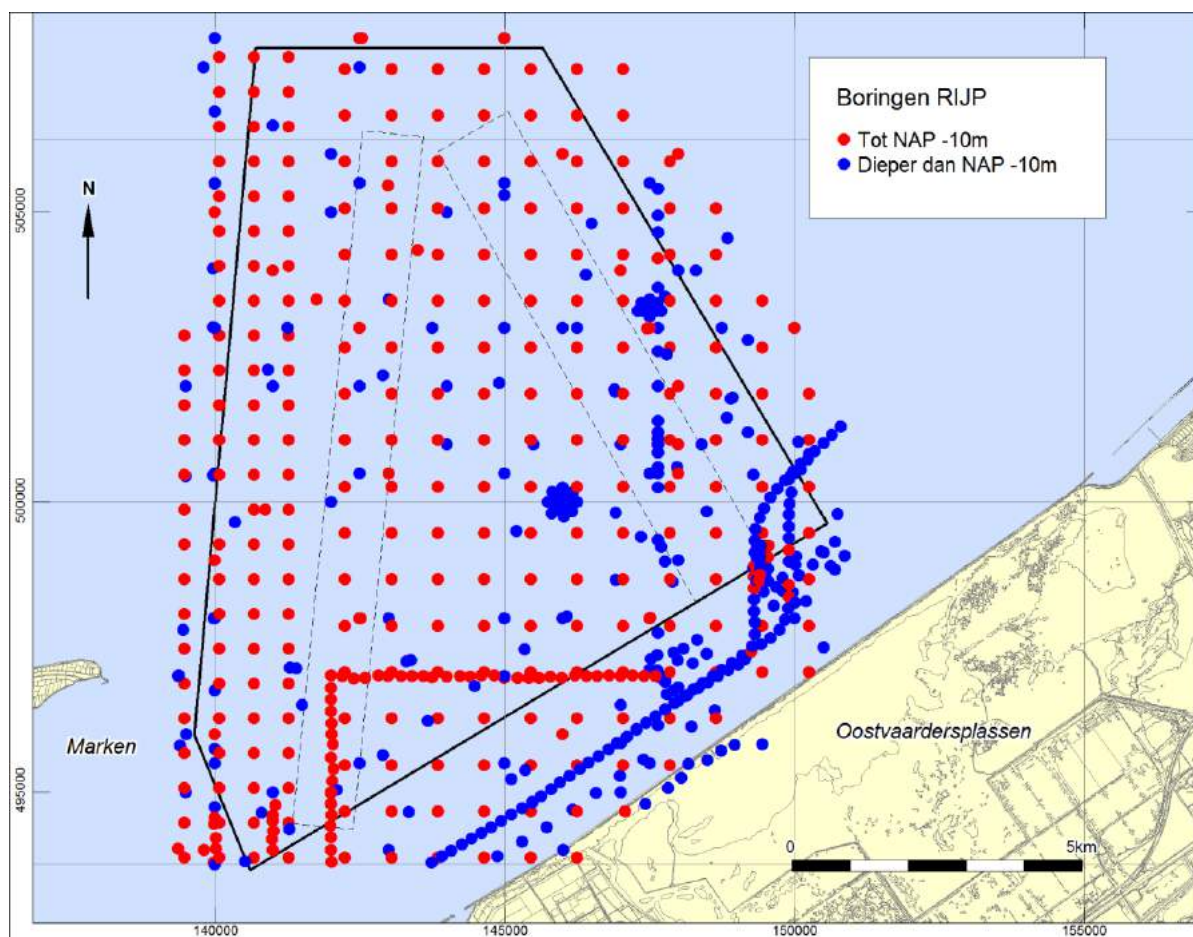 Boringen RIJP
Tot NAP -10m
Dieper dan NAP -10m
N
505000
500000
495000
Marken
Oostvaardersplassen
0
5km
140000
145000
150000
155000